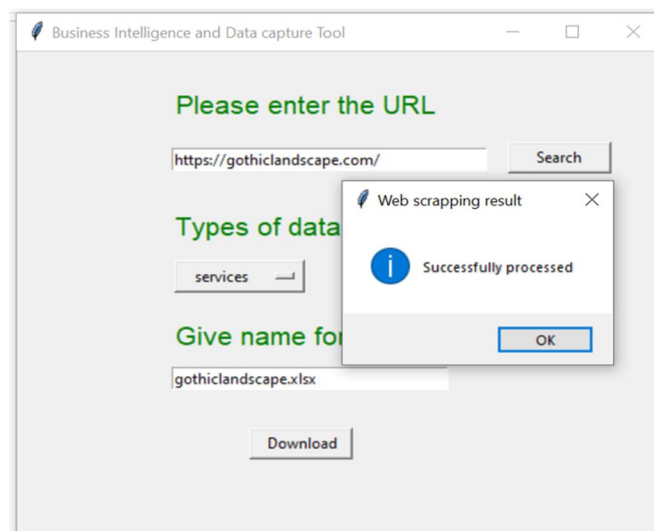 Business Intelligence and Data capture Tool
Please enter the URL
https://gothiclandscape.com/
Search
Web scrapping result
Types of data
Successfully processed
services
Give name for
OK
gothiclandscape.xlsx
Download